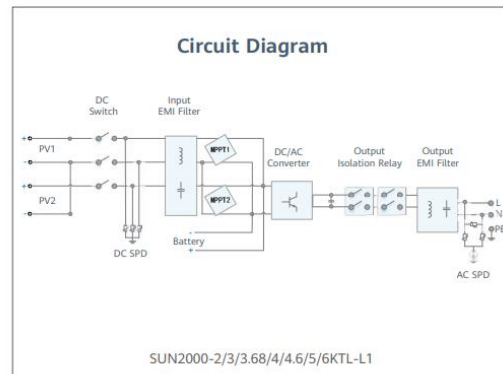 Circuit Diagram
DC
Switch
Input
EMI Filter
PV1
PV2
MPPT1
MPPT2
DC/AC
Converter
Output
Isolation Relay
Output
EMI Filter
L
N
PE
Battery
-
+
DC SPD
AC SPD
SUN2000-2/3/3.68/4/4.6/5/6KTL-L1